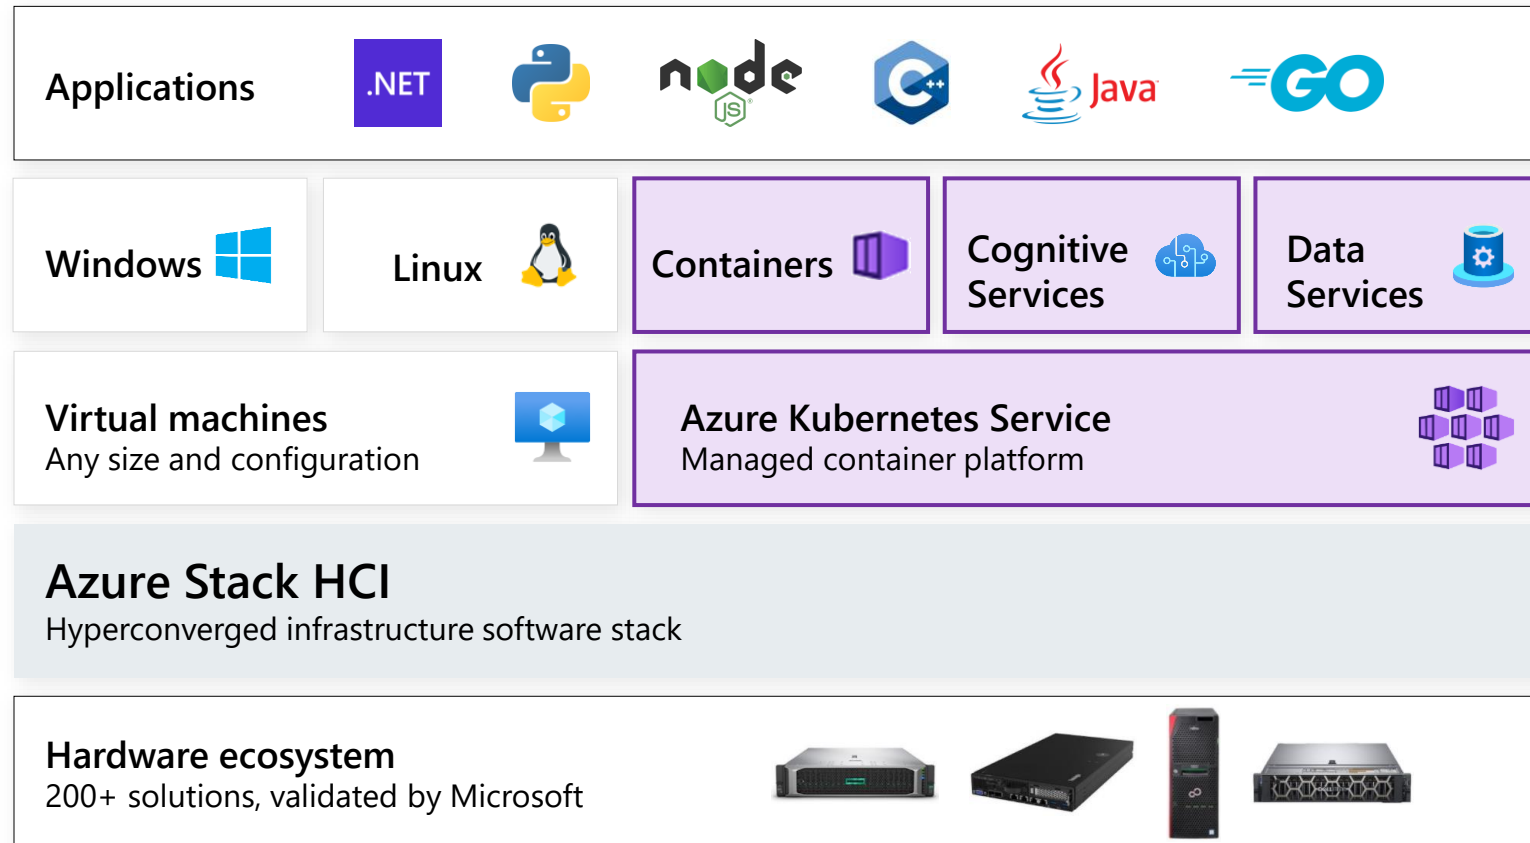 Applications
.NET
node
JS
C++
Java
GO
Windows
Linux
Containers
Cognitive
Services
Data
Services
Virtual machines
Any size and configuration
Azure Kubernetes Service
Managed container platform
Azure Stack HCI
Hyperconverged infrastructure software stack
Hardware ecosystem
200+ solutions, validated by Microsoft